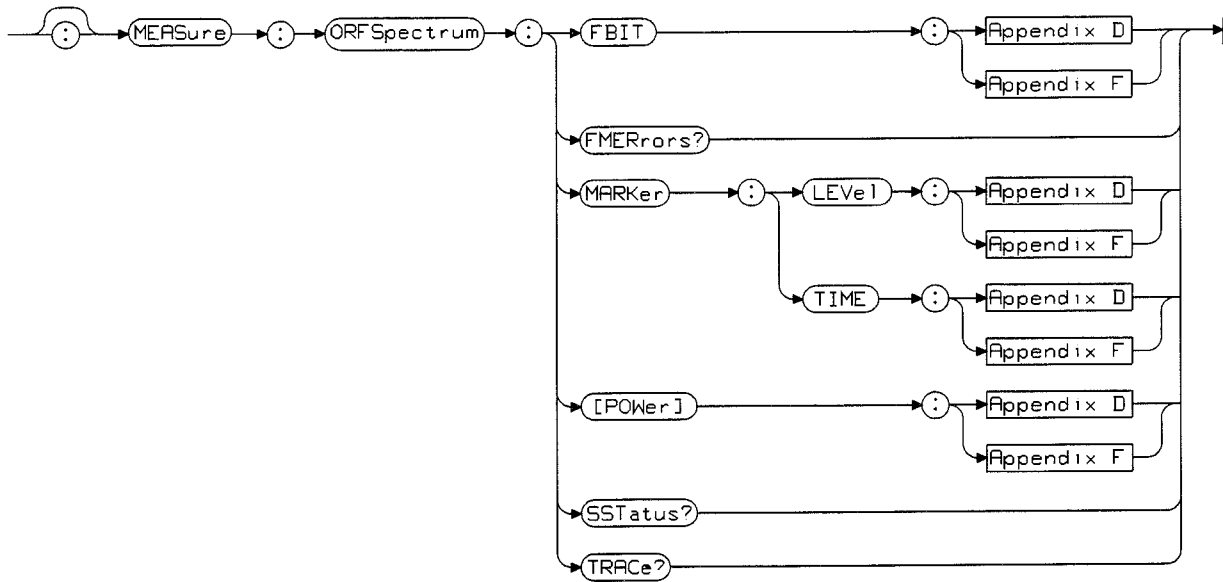 : MEASure : ORFSpectrum : FBIT : Appendix D
Appendix F
FMERrors?
MARKer : LEVel : Appendix D
Appendix F
TIME : Appendix D
Appendix F
[POWer] : Appendix D
Appendix F
SSTatus?
TRACe?